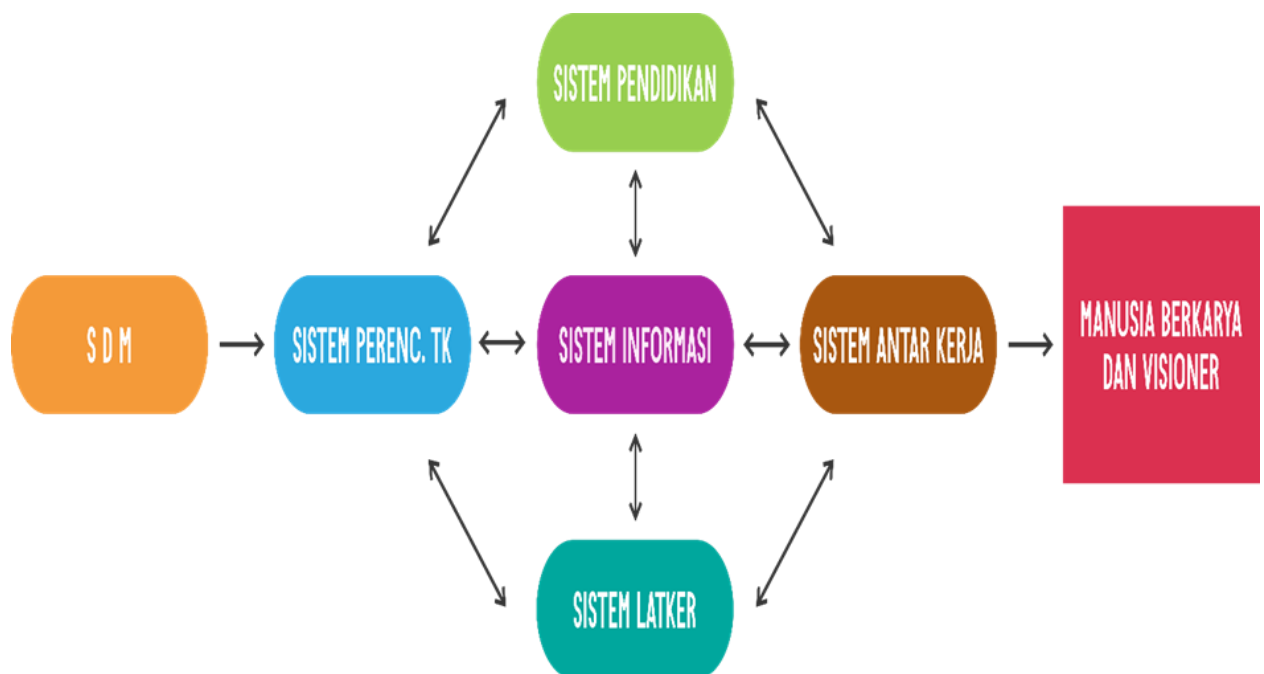 SISTEM PENDIDIKAN
S D M
SISTEM PERENC. TK
SISTEM INFORMASI
SISTEM ANTAR KERJA
MANUSIA BERKARYA
DAN VISIONER
SISTEM LATKER